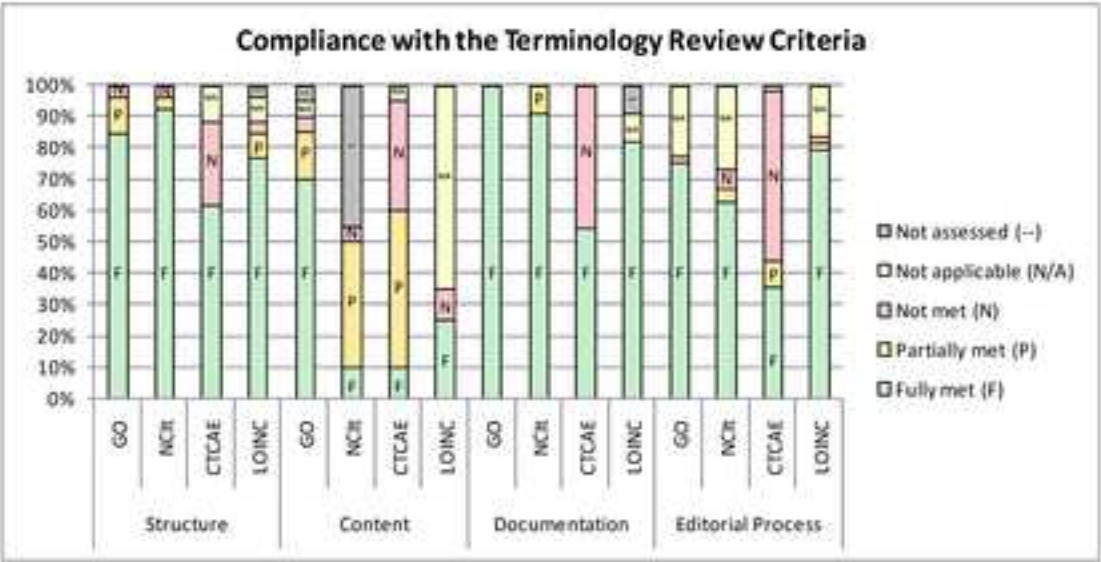 Compliance with the Terminology Review Criteria
100%
90%
80%
70%
60%
50%
40%
30%
20%
10%
0%
N N N
P P P P P
N N N N N N N
P P P
F F F F F F F F F F F F F F F F
GO NCIt CTCAE LOINC GO NCIt CTCAE LOINC GO NCIt CTCAE LOINC GO NCIt CTCAE LOINC
Structure Content Documentation Editorial Process
Not assessed (--)
Not applicable (N/A)
Not met (N)
Partially met (P)
Fully met (F)